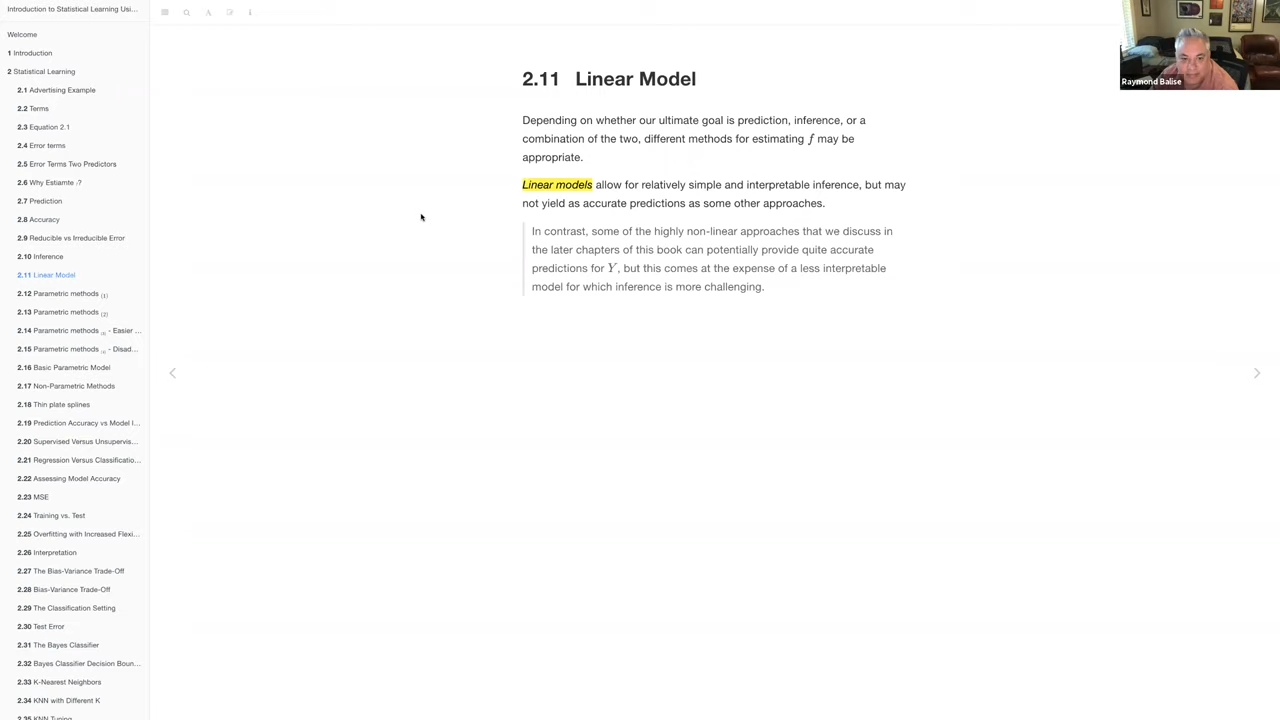 Introduction to Statistical Learning Usi...
Welcome
1 Introduction
2 Statistical Learning
2.1 Advertising Example
2.2 Terms
2.3 Equation 2.1
2.4 Error terms
2.5 Error Terms Two Predictors
2.6 Why Estiamte f?
2.7 Prediction
2.8 Accuracy
2.9 Reducible vs Irreducible Error
2.10 Inference
2.11 Linear Model
2.12 Parametric methods (1)
2.13 Parametric methods (2)
2.14 Parametric methods (3) - Easier ...
2.15 Parametric methods (4) - Disad...
2.16 Basic Parametric Model
2.17 Non-Parametric Methods
2.18 Thin plate splines
2.19 Prediction Accuracy vs Model I...
2.20 Supervised Versus Unsupervis...
2.21 Regression Versus Classificatio...
2.22 Assessing Model Accuracy
2.23 MSE
2.24 Training vs. Test
2.25 Overfitting with Increased Flexi...
2.26 Interpretation
2.27 The Bias-Variance Trade-Off
2.28 Bias-Variance Trade-Off
2.29 The Classification Setting
2.30 Test Error
2.31 The Bayes Classifier
2.32 Bayes Classifier Decision Boun...
2.33 K-Nearest Neighbors
2.34 KNN with Different K
2.35 KNN Tuning
2.11 Linear Model
Depending on whether our ultimate goal is prediction, inference, or a
combination of the two, different methods for estimating f may be
appropriate.
Linear models allow for relatively simple and interpretable inference, but may
not yield as accurate predictions as some other approaches.
In contrast, some of the highly non-linear approaches that we discuss in
the later chapters of this book can potentially provide quite accurate
predictions for Y, but this comes at the expense of a less interpretable
model for which inference is more challenging.
Raymond Balise